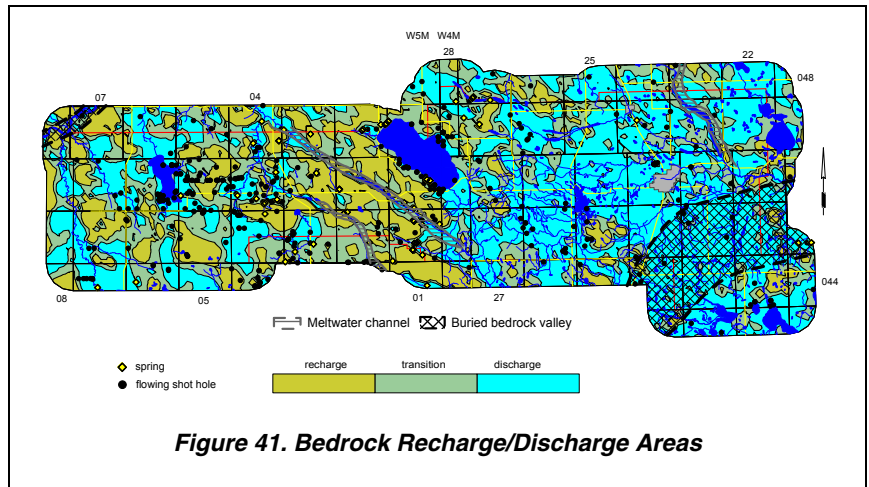 W5M W4M
28
25
22
048
07
04
044
08
05
01
27
Meltwater channel
Buried bedrock valley
spring
flowing shot hole
recharge transition discharge
Figure 41. Bedrock Recharge/Discharge Areas